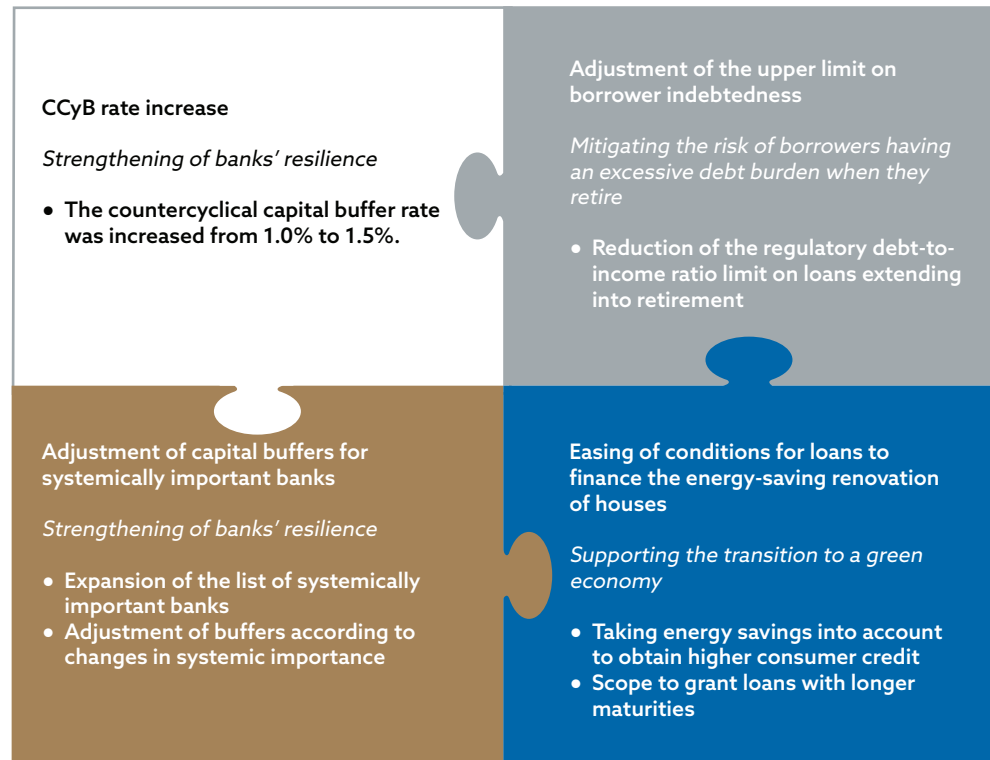 CCyB rate increase
Strengthening of banks’ resilience
● The countercyclical capital buffer rate
was increased from 1.0% to 1.5%.
Adjustment of the upper limit on
borrower indebtedness
Mitigating the risk of borrowers having
an excessive debt burden when they
retire
● Reduction of the regulatory debt-to-
income ratio limit on loans extending
into retirement
Adjustment of capital buffers for
systemically important banks
Strengthening of banks’ resilience
● Expansion of the list of systemically
important banks
● Adjustment of buffers according to
changes in systemic importance
Easing of conditions for loans to
finance the energy-saving renovation
of houses
Supporting the transition to a green
economy
● Taking energy savings into account
to obtain higher consumer credit
● Scope to grant loans with longer
maturities